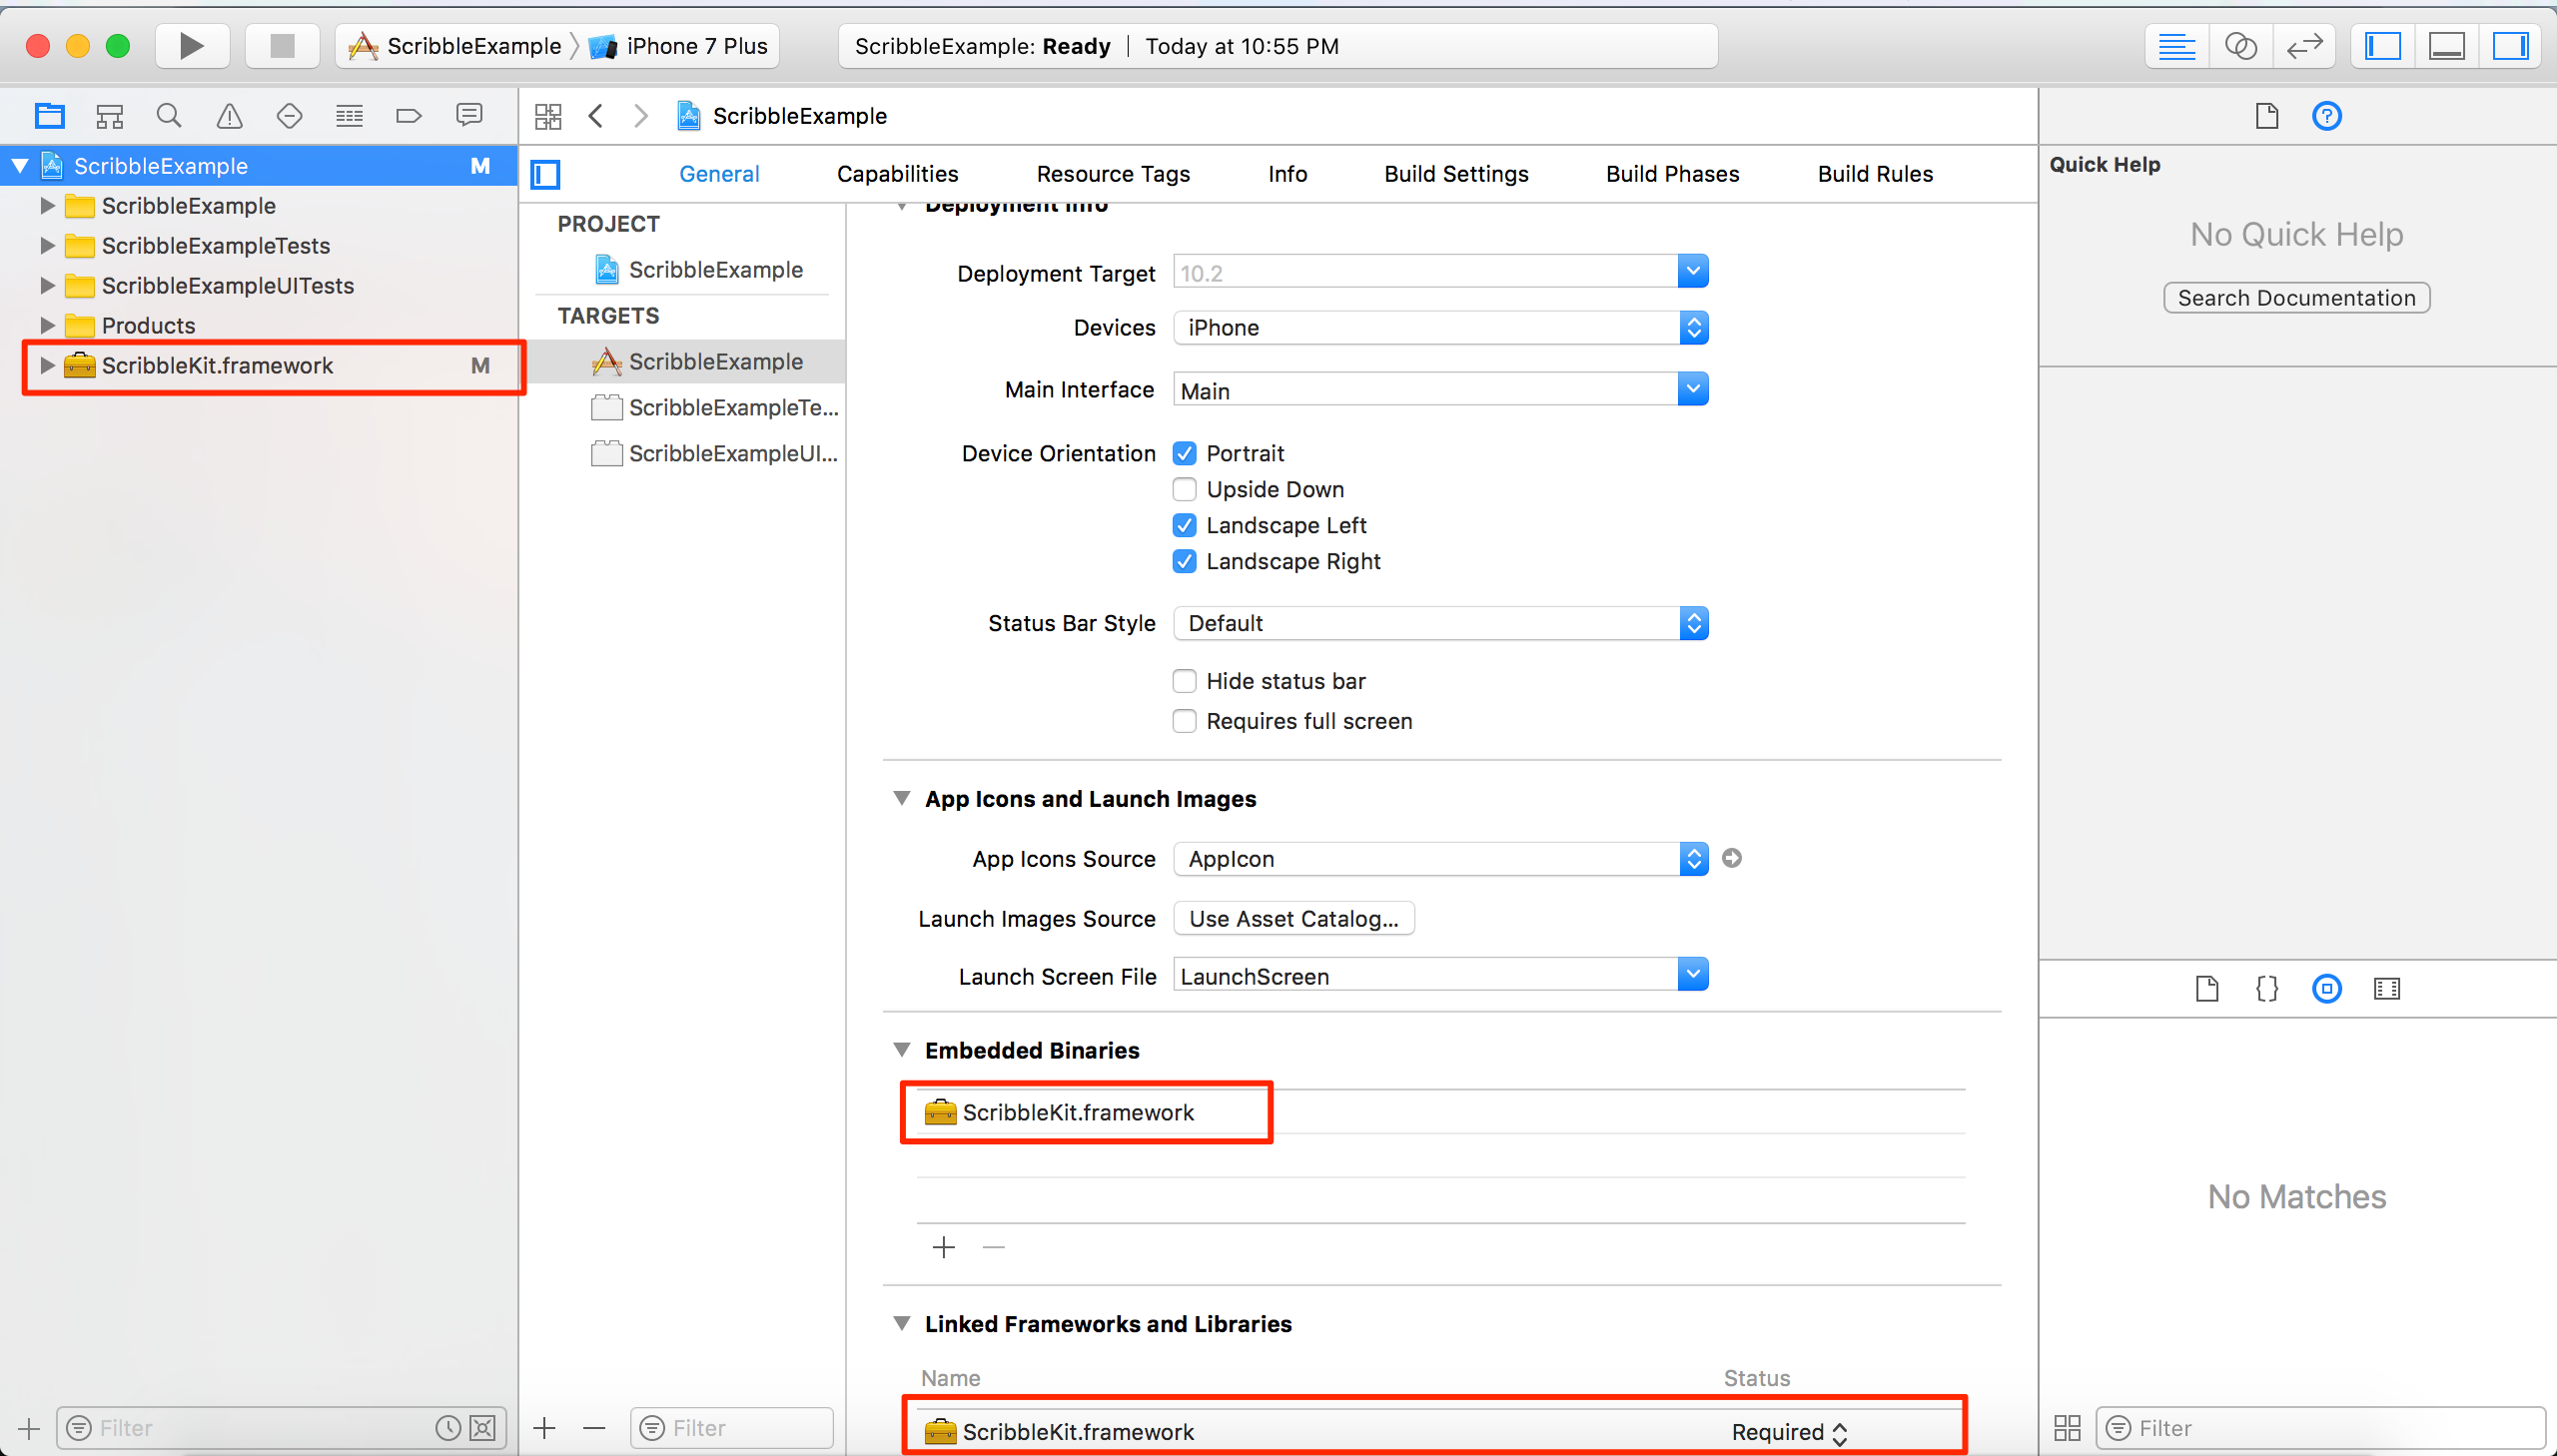 ScribbleExample
iPhone 7 Plus
ScribbleExample: Ready | Today at 10:55 PM
ScribbleExample M
ScribbleExample
ScribbleExampleTests
ScribbleExampleUITests
Products
ScribbleKit.framework M
Filter
ScribbleExample
General Capabilities Resource Tags Info Build Settings Build Phases Build Rules
PROJECT
ScribbleExample
TARGETS
ScribbleExample
ScribbleExampleTe...
ScribbleExampleUI...
Filter
Deployment Info
Deployment Target 10.2
Devices iPhone
Main Interface Main
Device Orientation Portrait
Upside Down
Landscape Left
Landscape Right
Status Bar Style Default
Hide status bar
Requires full screen
App Icons and Launch Images
App Icons Source AppIcon
Launch Images Source Use Asset Catalog...
Launch Screen File LaunchScreen
Embedded Binaries
ScribbleKit.framework
Linked Frameworks and Libraries
Name Status
ScribbleKit.framework Required
Quick Help
No Quick Help
Search Documentation
No Matches
Filter